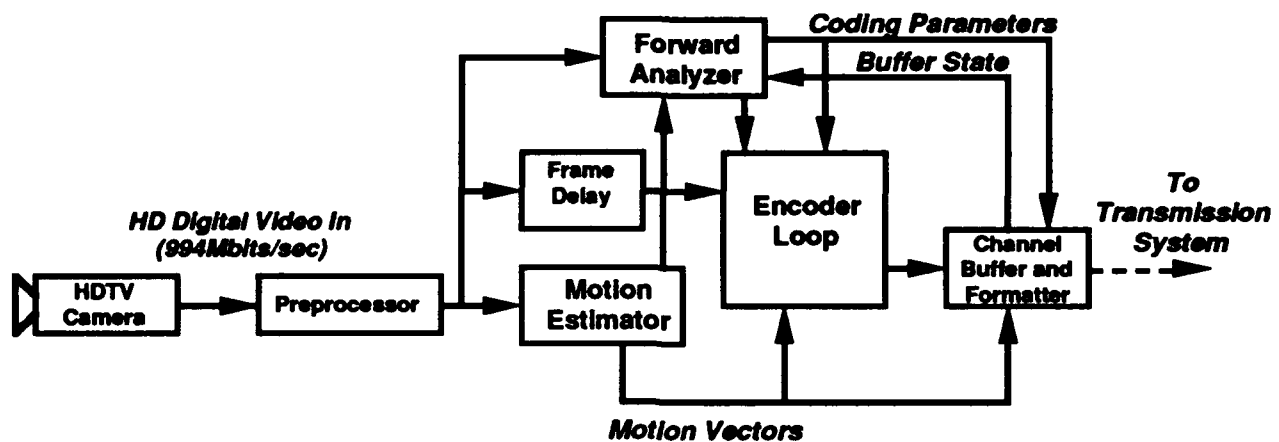 Coding Parameters
Forward
Analyzer
Buffer State
Frame
Delay
Encoder
Loop
To
Transmission
System
HD Digital Video in
(994Mbits/sec)
Channel
Buffer and
Formatter
HDTV
Camera
Preprocessor
Motion
Estimator
Motion Vectors